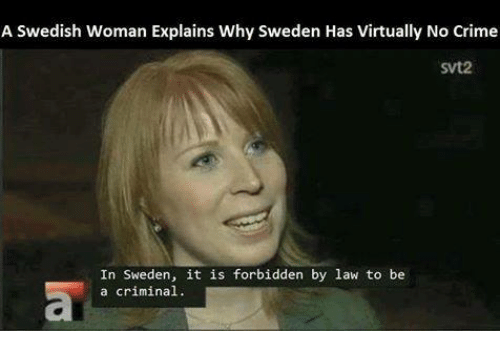 A Swedish Woman Explains Why Sweden Has Virtually No Crime
svt2
In Sweden, it is forbidden by law to be
a criminal.
a